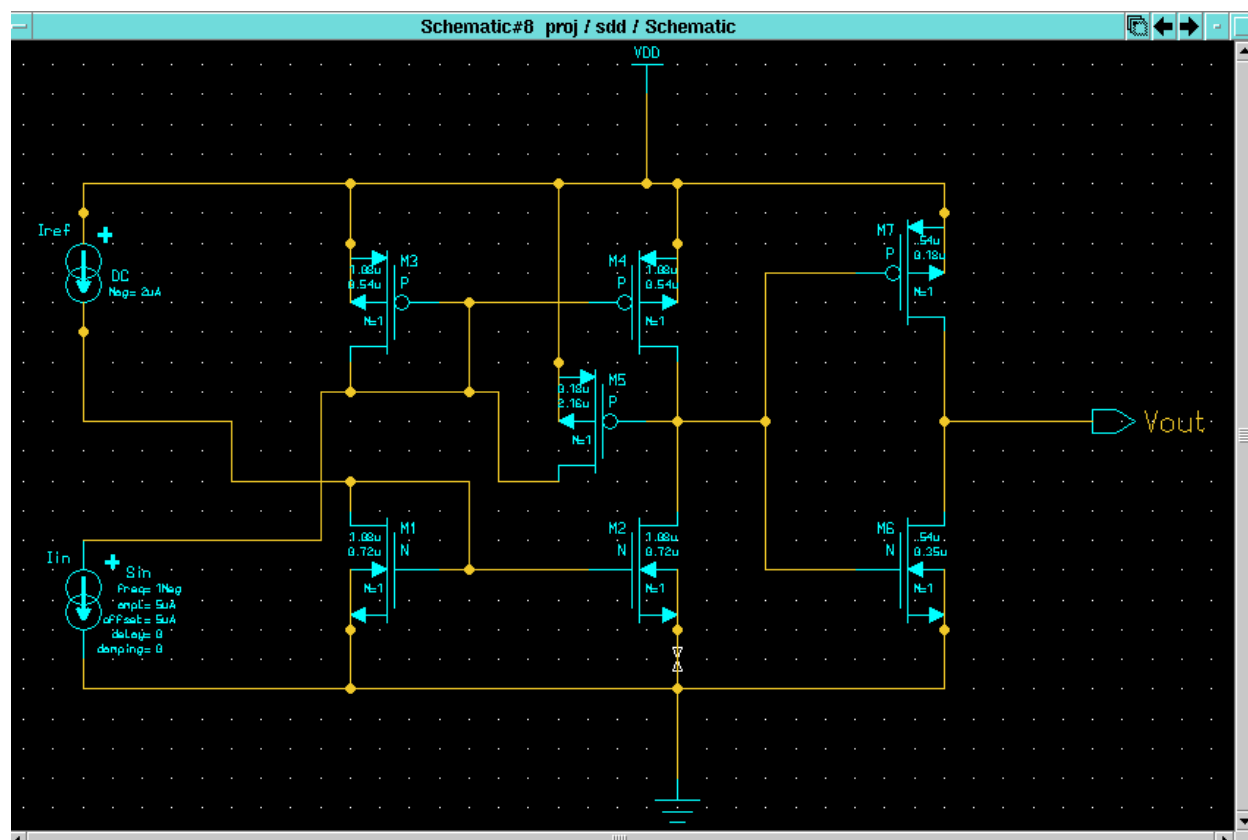 Schematic#8 proj / sdd / Schematic
VDD
Iref
DC
Mag= 2uA
M3
1.08u
0.54u
P
N=1
M4
1.08u
0.54u
P
N=1
M7
.54u
0.18u
P
N=1
M5
0.18u
2.16u
P
N=1
Vout
Iin
Sin
freq= 1Meg
ampl= 5uA
offset= 5uA
delay= 0
damping= 0
M1
1.08u
0.72u
N
N=1
M2
1.08u
0.72u
N
N=1
M6
.54u
0.35u
N
N=1